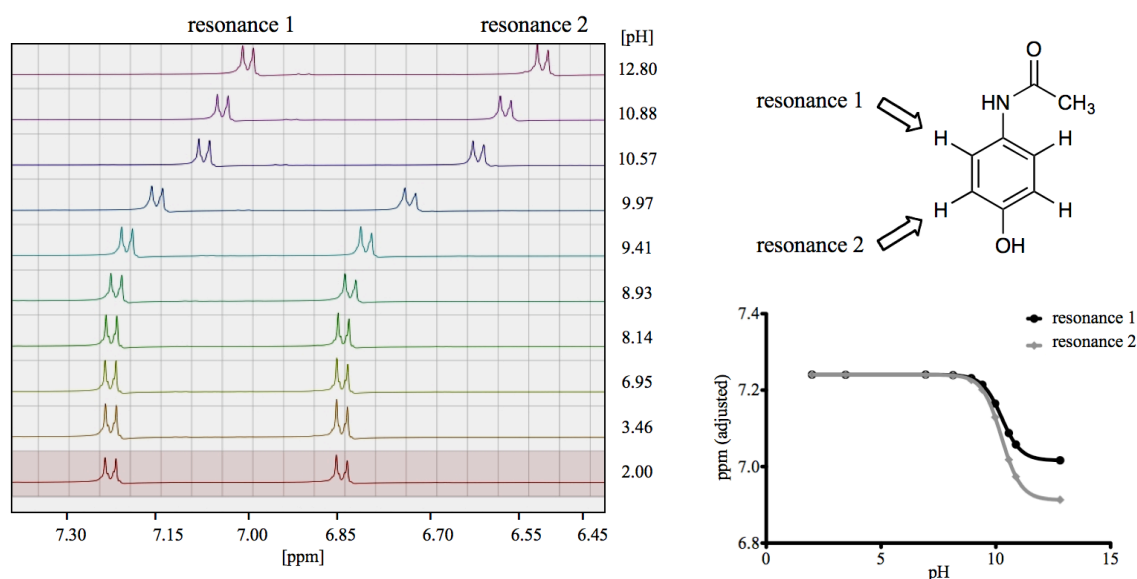 resonance 1
resonance 2
[pH]
12.80
10.88
10.57
9.97
9.41
8.93
8.14
6.95
3.46
2.00
7.30 7.15 7.00 6.85 6.70 6.55 6.45
[ppm]
O
HN
CH3
resonance 1
H H
H H
resonance 2
OH
7.4
7.2
7.0
6.8
ppm (adjusted)
resonance 1
resonance 2
0 5 10 15
pH